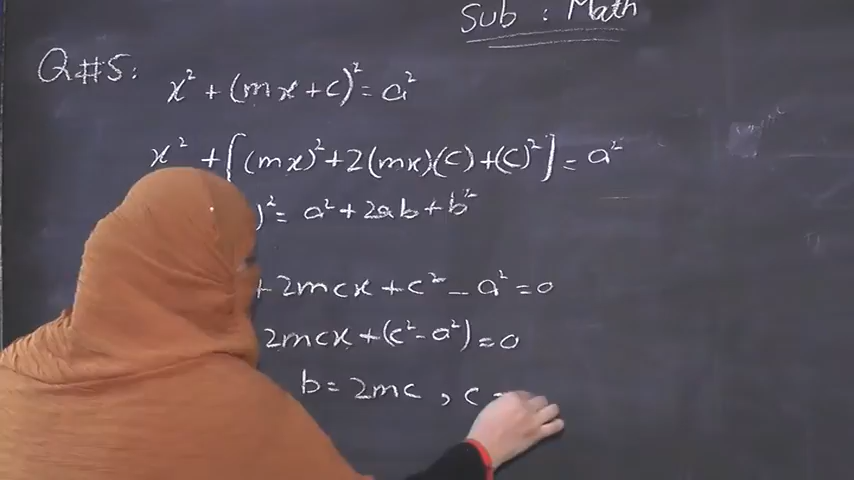 Sub : Math
Q#5:
x² + (mx+c)² = a²
x² + [(mx)²+2(mx)(c)+(c)²] = a²
)² = a²+2ab+b²
+2mcx+c²-a²=0
2mcx+(c²-a²)=0
b=2mc, c